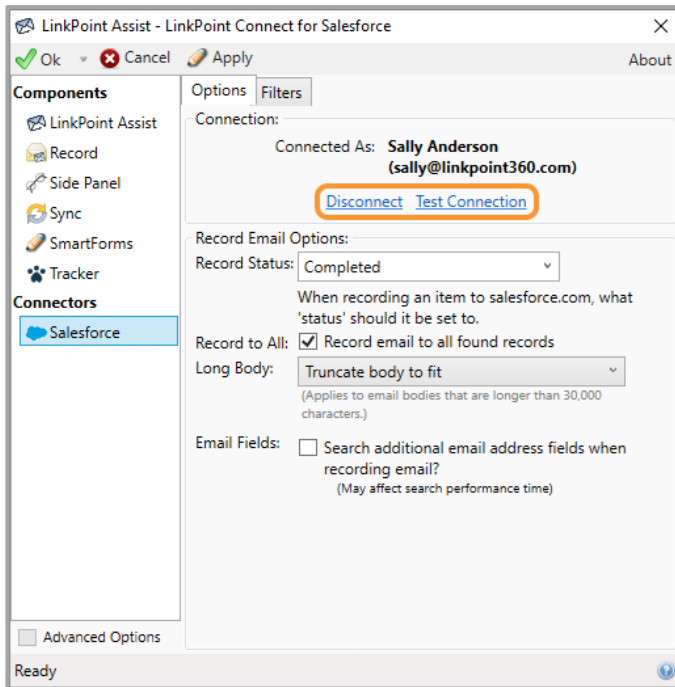 LinkPoint Assist - LinkPoint Connect for Salesforce
Ok Cancel Apply About
Components
LinkPoint Assist
Record
Side Panel
Sync
SmartForms
Tracker
Connectors
Salesforce
Advanced Options
Options Filters
Connection:
Connected As: Sally Anderson
(sally@linkpoint360.com)
Disconnect Test Connection
Record Email Options:
Record Status: Completed
When recording an item to salesforce.com, what
'status' should it be set to.
Record to All: Record email to all found records
Long Body: Truncate body to fit
(Applies to email bodies that are longer than 30,000
characters.)
Email Fields: Search additional email address fields when
recording email?
(May affect search performance time)
Ready